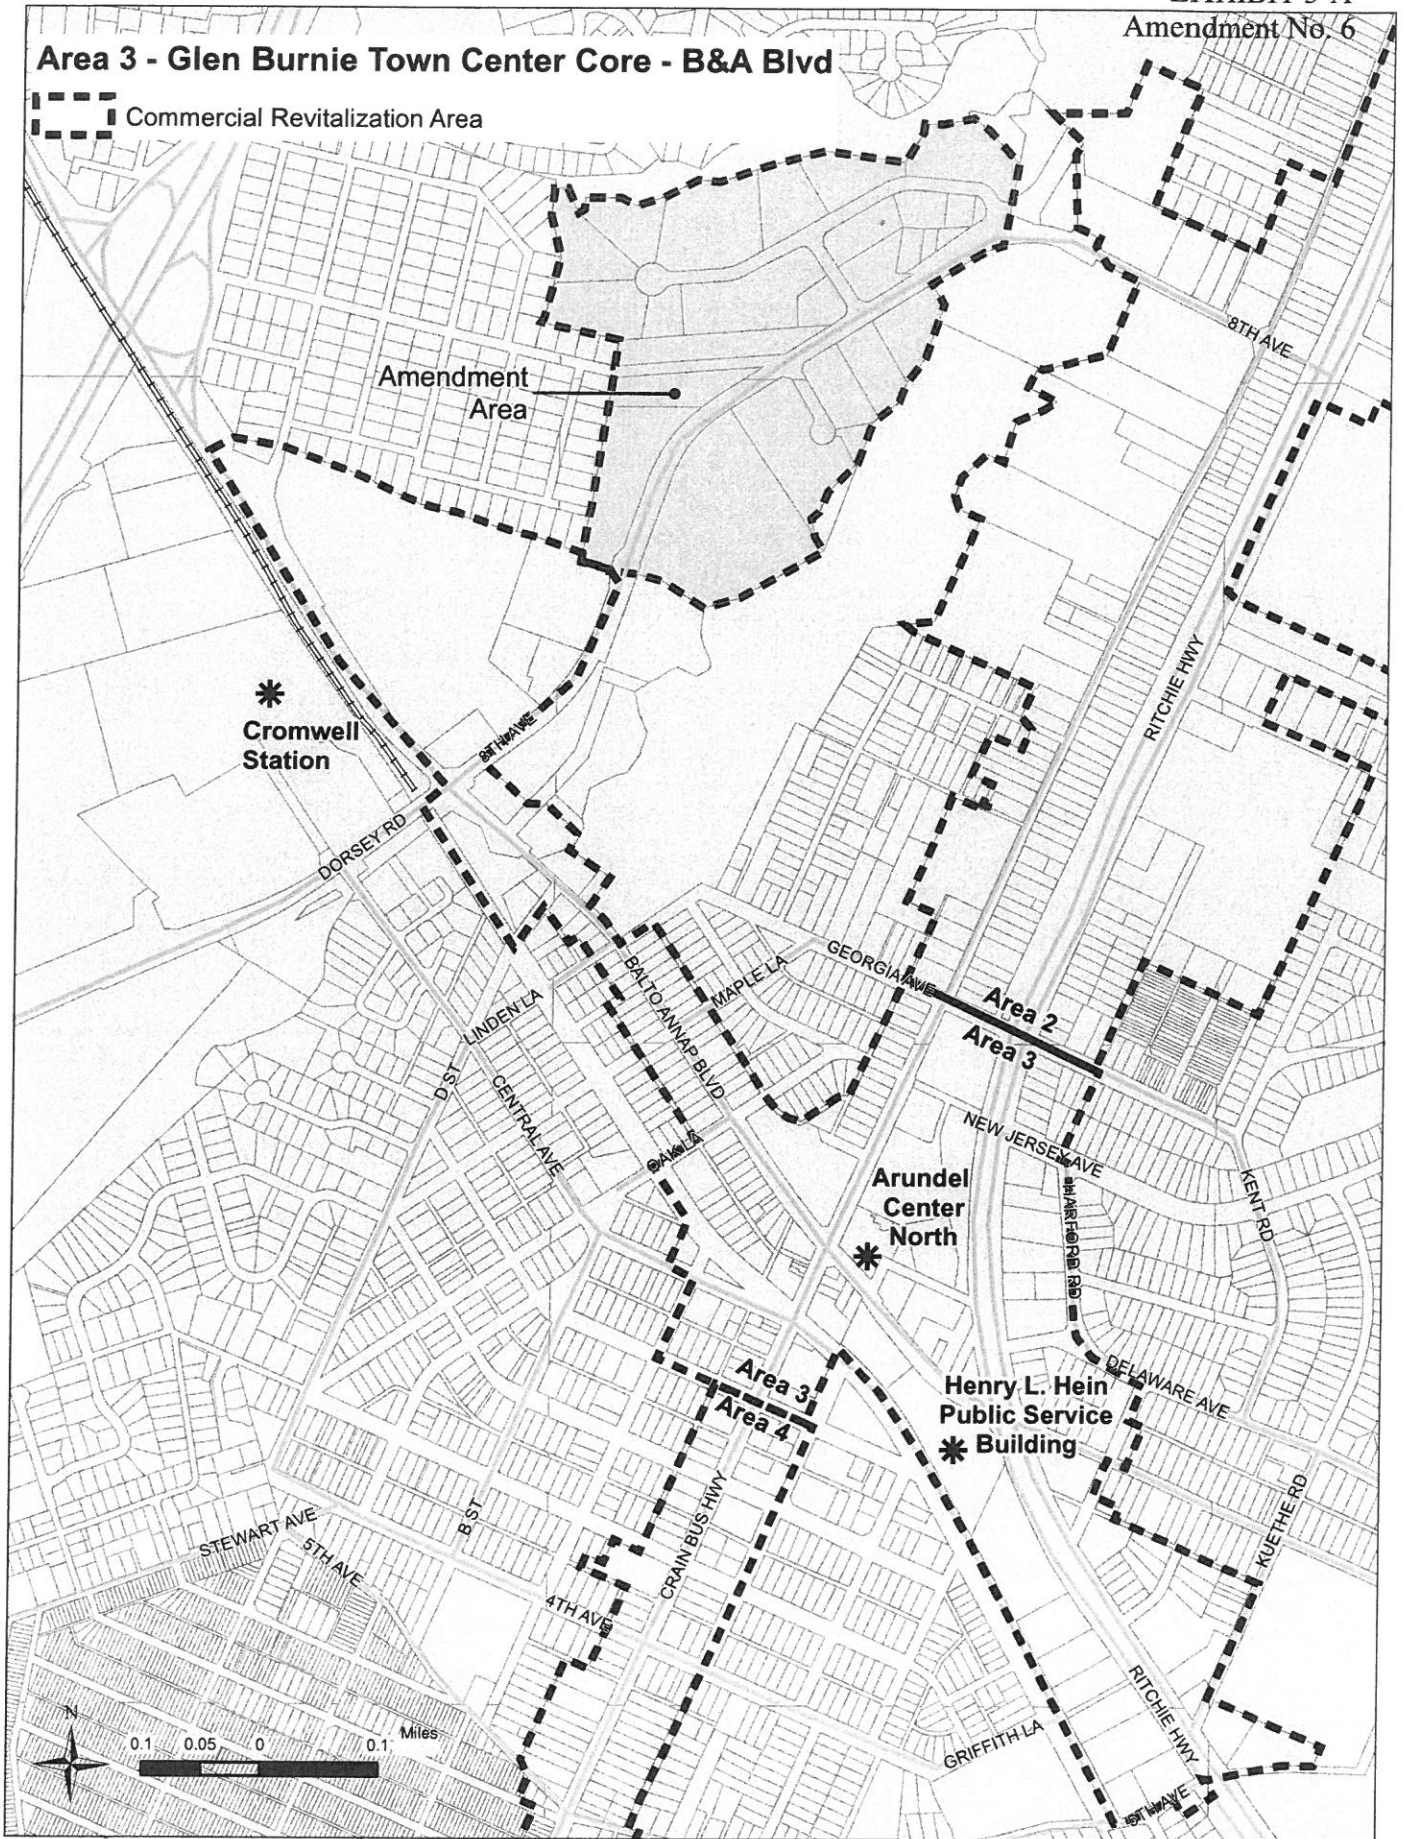 EXHIBIT 3-A
Amendment No. 6
Area 3 - Glen Burnie Town Center Core - B&A Blvd
Commercial Revitalization Area
8TH AVE
Amendment
Area
RITCHIE HWY
Cromwell
Station
8TH AVE
DORSEY RD
GEORGIA AVE
MAPLE LA
BALTO ANNAP BLVD
LINDEN LA
Area 2
Area 3
D ST
CENTRAL AVE
NEW JERSEY AVE
OAK LA
KENT RD
Arundel
Center
North
HARFORD RD
Area 3
Area 4
DELAWARE AVE
Henry L. Hein
Public Service
Building
CRAIN BUS HWY
B ST
KUETHE RD
STEWART AVE
5TH AVE
4TH AVE
RITCHIE HWY
GRIFFITH LA
5TH AVE
N
0.1 0.05 0 0.1 Miles